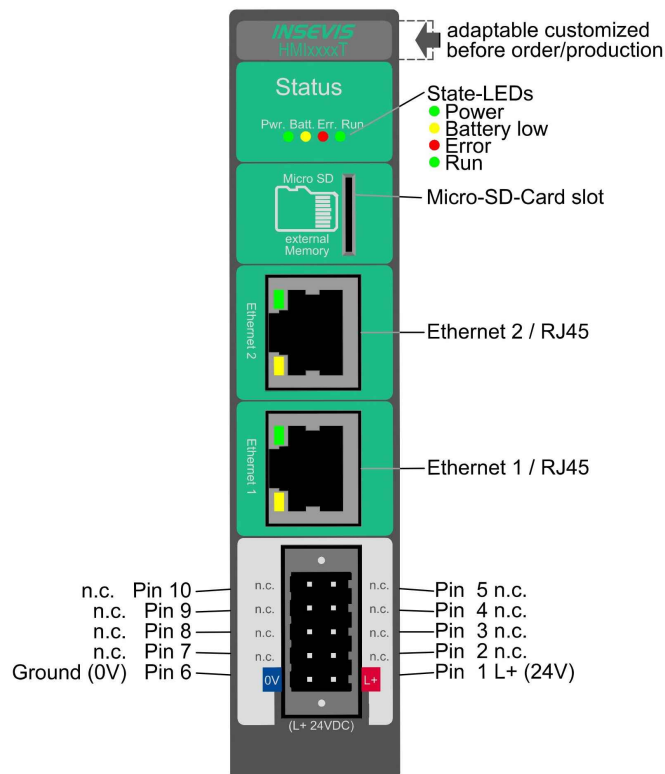 INSEVIS
HMIxxxxT
adaptable customized
before order/production
Status
Pwr. Batt. Err. Run
State-LEDs
Power
Battery low
Error
Run
Micro SD
external
Memory
Micro-SD-Card slot
Ethernet 2
Ethernet 2 / RJ45
Ethernet 1
Ethernet 1 / RJ45
n.c. Pin 10 n.c. n.c. Pin 5 n.c.
n.c. Pin 9 n.c. n.c. Pin 4 n.c.
n.c. Pin 8 n.c. n.c. Pin 3 n.c.
n.c. Pin 7 n.c. n.c. Pin 2 n.c.
Ground (0V) Pin 6 0V L+ Pin 1 L+ (24V)
(L+ 24VDC)